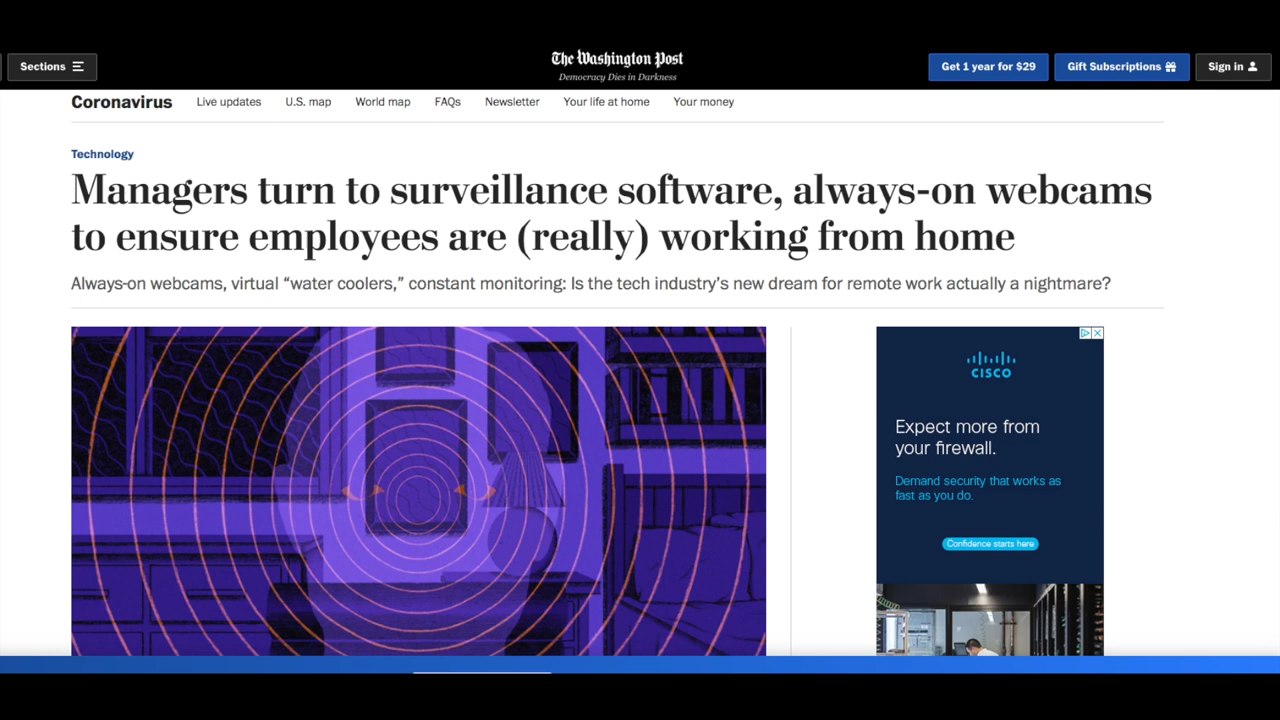 Sections
The Washington Post
Democracy Dies in Darkness
Get 1 year for $29
Gift Subscriptions
Sign in
Coronavirus
Live updates
U.S. map
World map
FAQs
Newsletter
Your life at home
Your money
Technology
Managers turn to surveillance software, always-on webcams
to ensure employees are (really) working from home
Always-on webcams, virtual “water coolers,” constant monitoring: Is the tech industry’s new dream for remote work actually a nightmare?
CISCO
Expect more from
your firewall.
Demand security that works as
fast as you do.
Confidence starts here